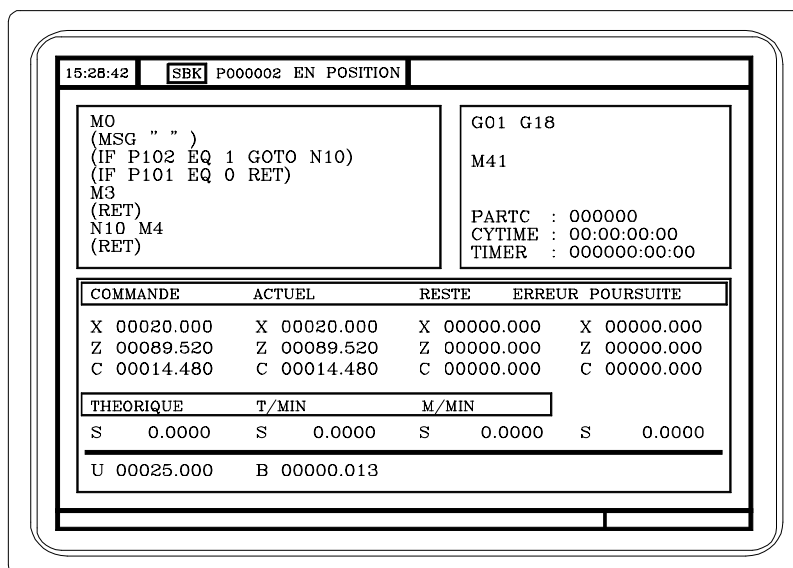 15:28:42 SBK P000002 EN POSITION
M0
(MSG " " )
(IF P102 EQ 1 GOTO N10)
(IF P101 EQ 0 RET)
M3
(RET)
N10 M4
(RET)
G01 G18
M41
PARTC : 000000
CYTIME : 00:00:00:00
TIMER : 000000:00:00
COMMANDE ACTUEL RESTE ERREUR POURSUITE
X 00020.000 X 00020.000 X 00000.000 X 00000.000
Z 00089.520 Z 00089.520 Z 00000.000 Z 00000.000
C 00014.480 C 00014.480 C 00000.000 C 00000.000
THEORIQUE T/MIN M/MIN
S 0.0000 S 0.0000 S 0.0000 S 0.0000
U 00025.000 B 00000.013